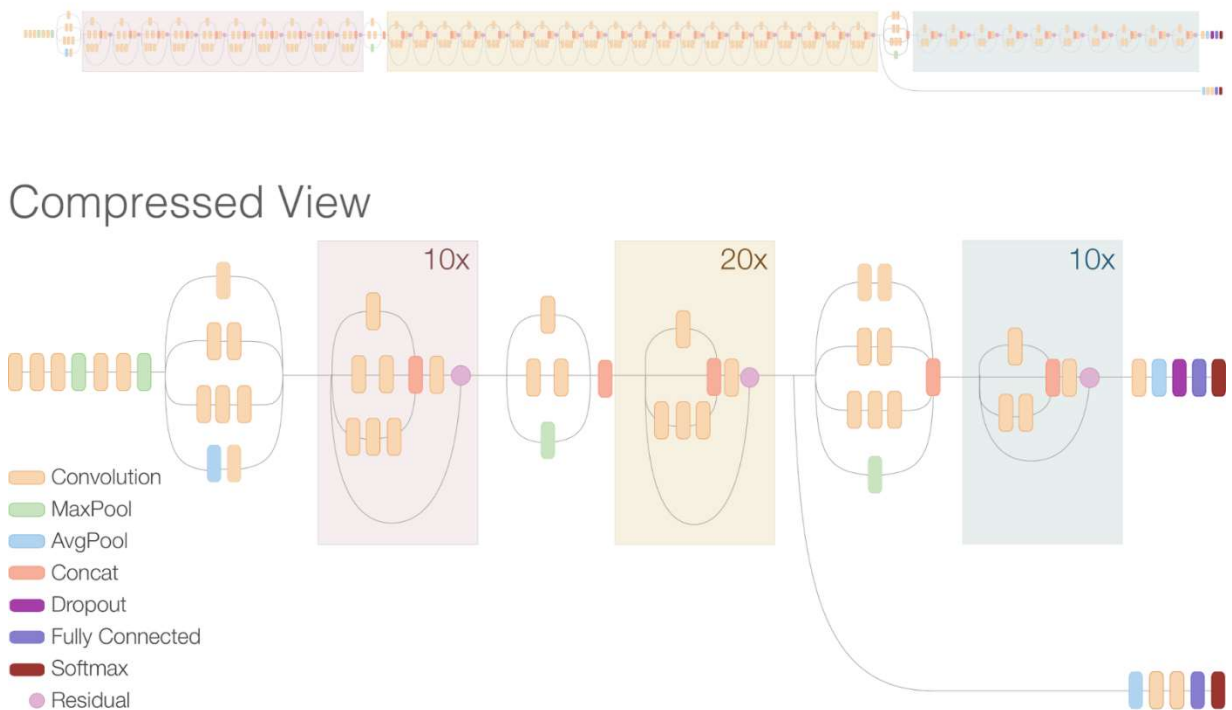 Compressed View
10x
20x
10x
Convolution
MaxPool
AvgPool
Concat
Dropout
Fully Connected
Softmax
Residual